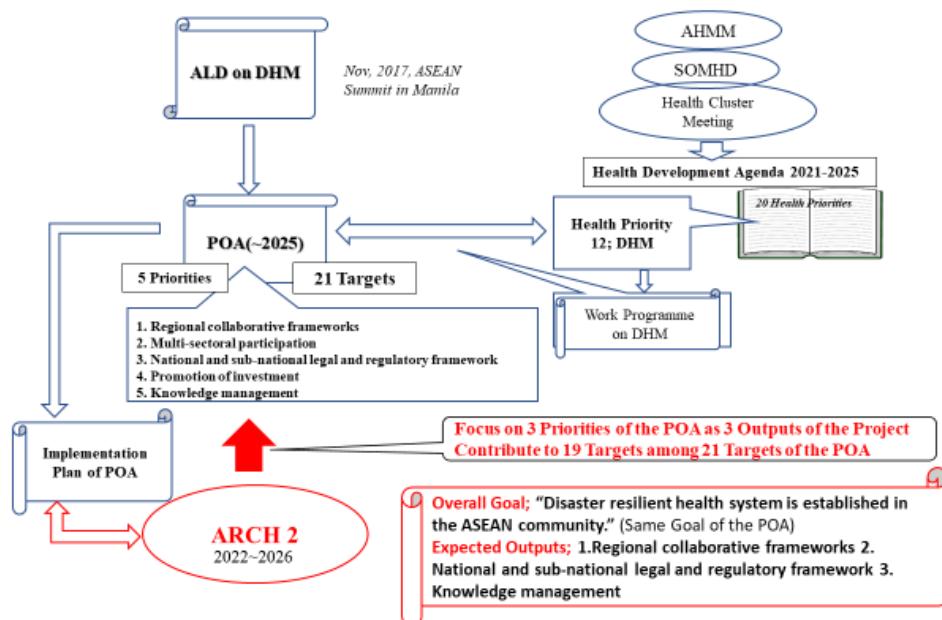 ALD on DHM
Nov, 2017, ASEAN
Summit in Manila
AHMM
SOMHD
Health Cluster
Meeting
Health Development Agenda 2021-2025
20 Health Priorities
Health Priority
12; DHM
POA(~2025)
5 Priorities
21 Targets
Work Programme
on DHM
1. Regional collaborative frameworks
2. Multi-sectoral participation
3. National and sub-national legal and regulatory framework
4. Promotion of investment
5. Knowledge management
Implementation
Plan of POA
Focus on 3 Priorities of the POA as 3 Outputs of the Project
Contribute to 19 Targets among 21 Targets of the POA
ARCH 2
2022~2026
Overall Goal; “Disaster resilient health system is established in
the ASEAN community.” (Same Goal of the POA)
Expected Outputs; 1.Regional collaborative frameworks 2.
National and sub-national legal and regulatory framework 3.
Knowledge management